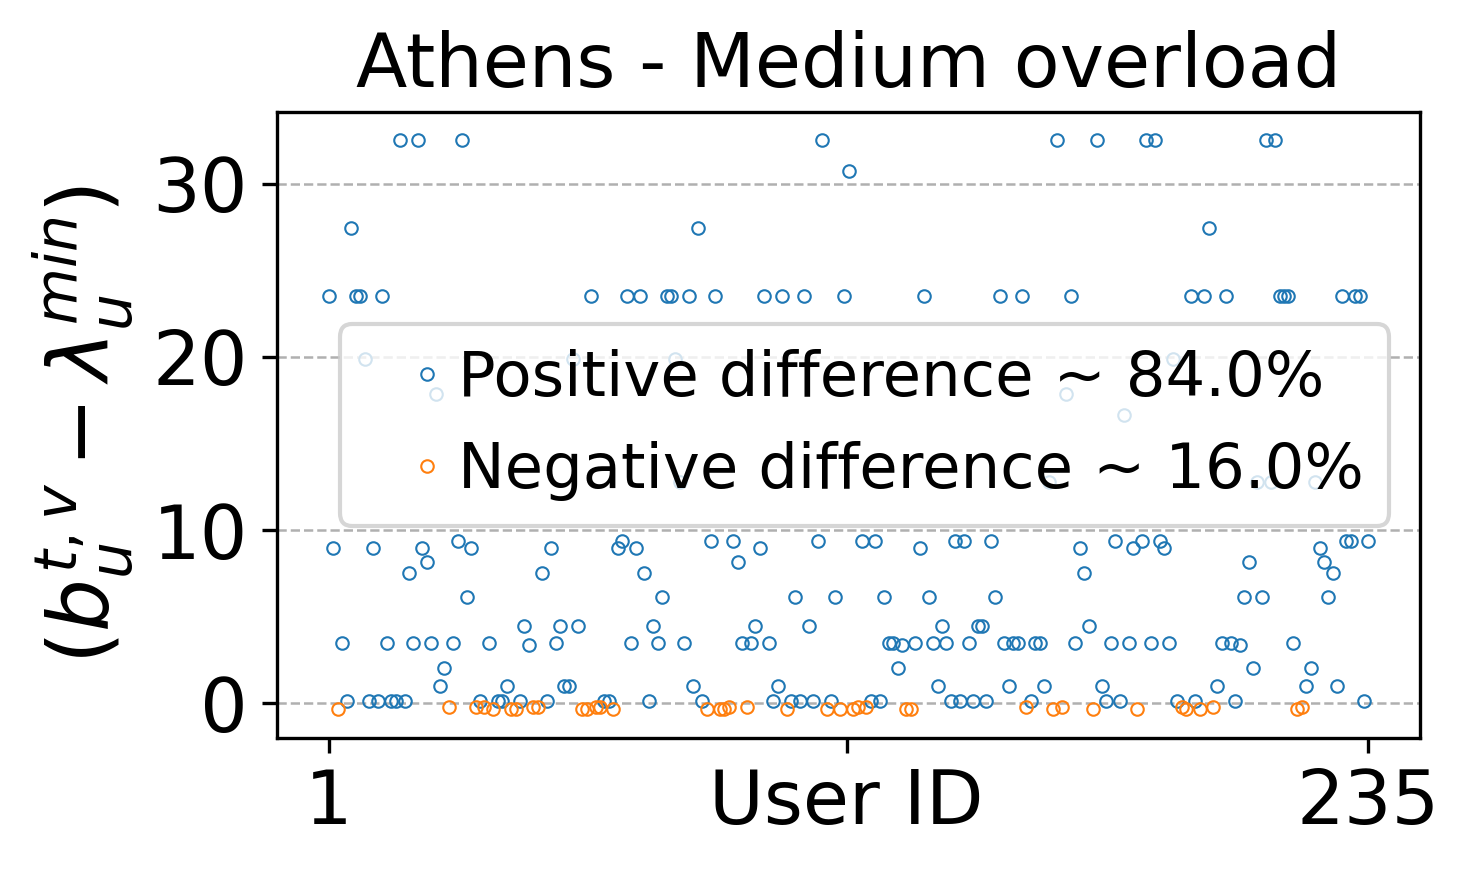 Athens - Medium overload
(b_u^{t, v} − λ_u^{min})
30
20
10
0
Positive difference ~ 84.0%
Negative difference ~ 16.0%
1 User ID 235